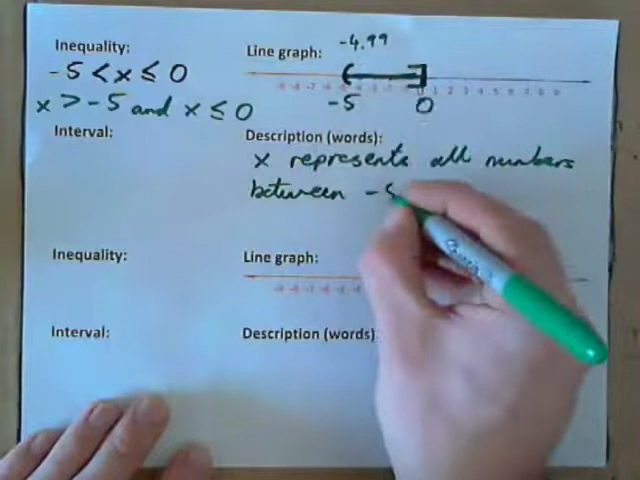 Inequality:
-5 < x ≤ 0
x > -5 and x ≤ 0
Line graph:
-4.99
-5
0
Interval:
Description (words):
x represents all numbers
between -5
Inequality:
Line graph:
Interval:
Description (words)